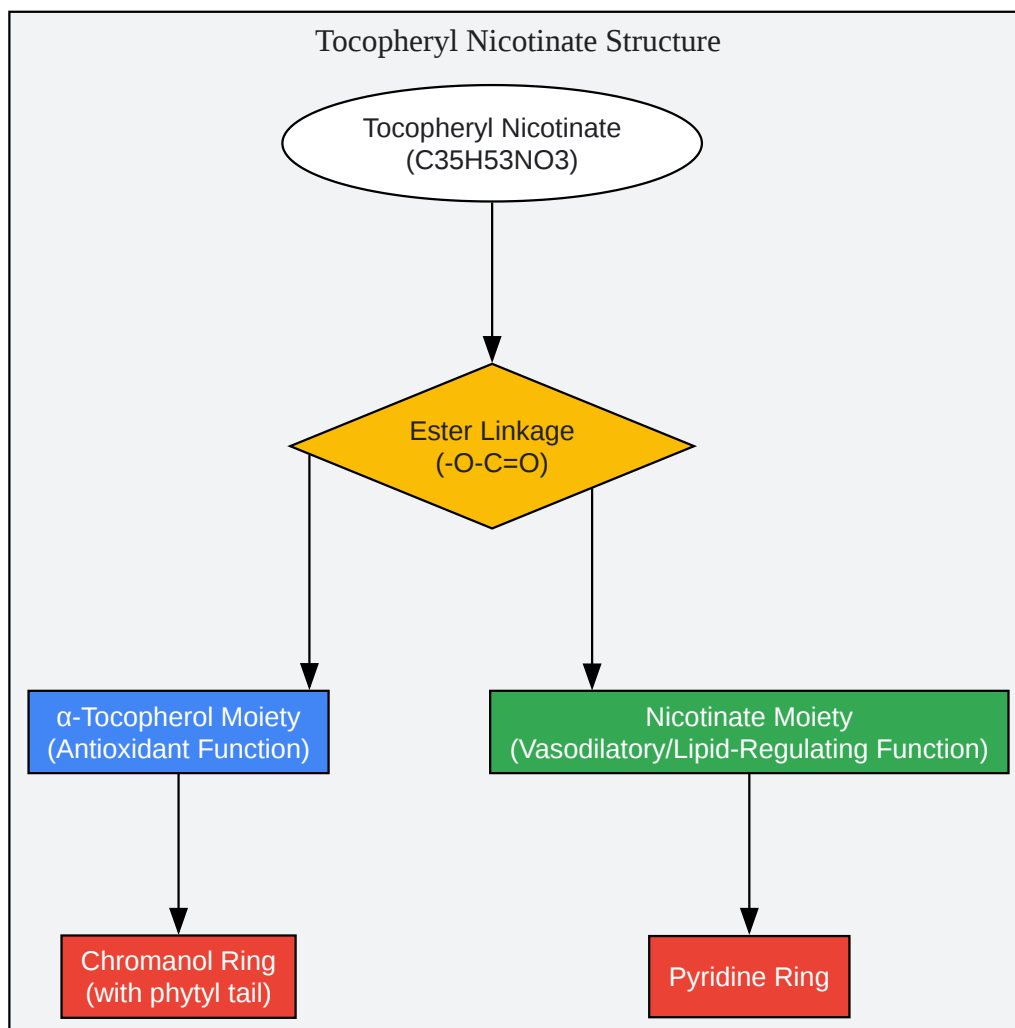 Tocopheryl Nicotinate Structure
Tocopheryl Nicotinate
(C35H53NO3)
Ester Linkage
(-O-C=O)
α-Tocopherol Moiety
(Antioxidant Function)
Nicotinate Moiety
(Vasodilatory/Lipid-Regulating Function)
Chromanol Ring
(with phytyl tail)
Pyridine Ring